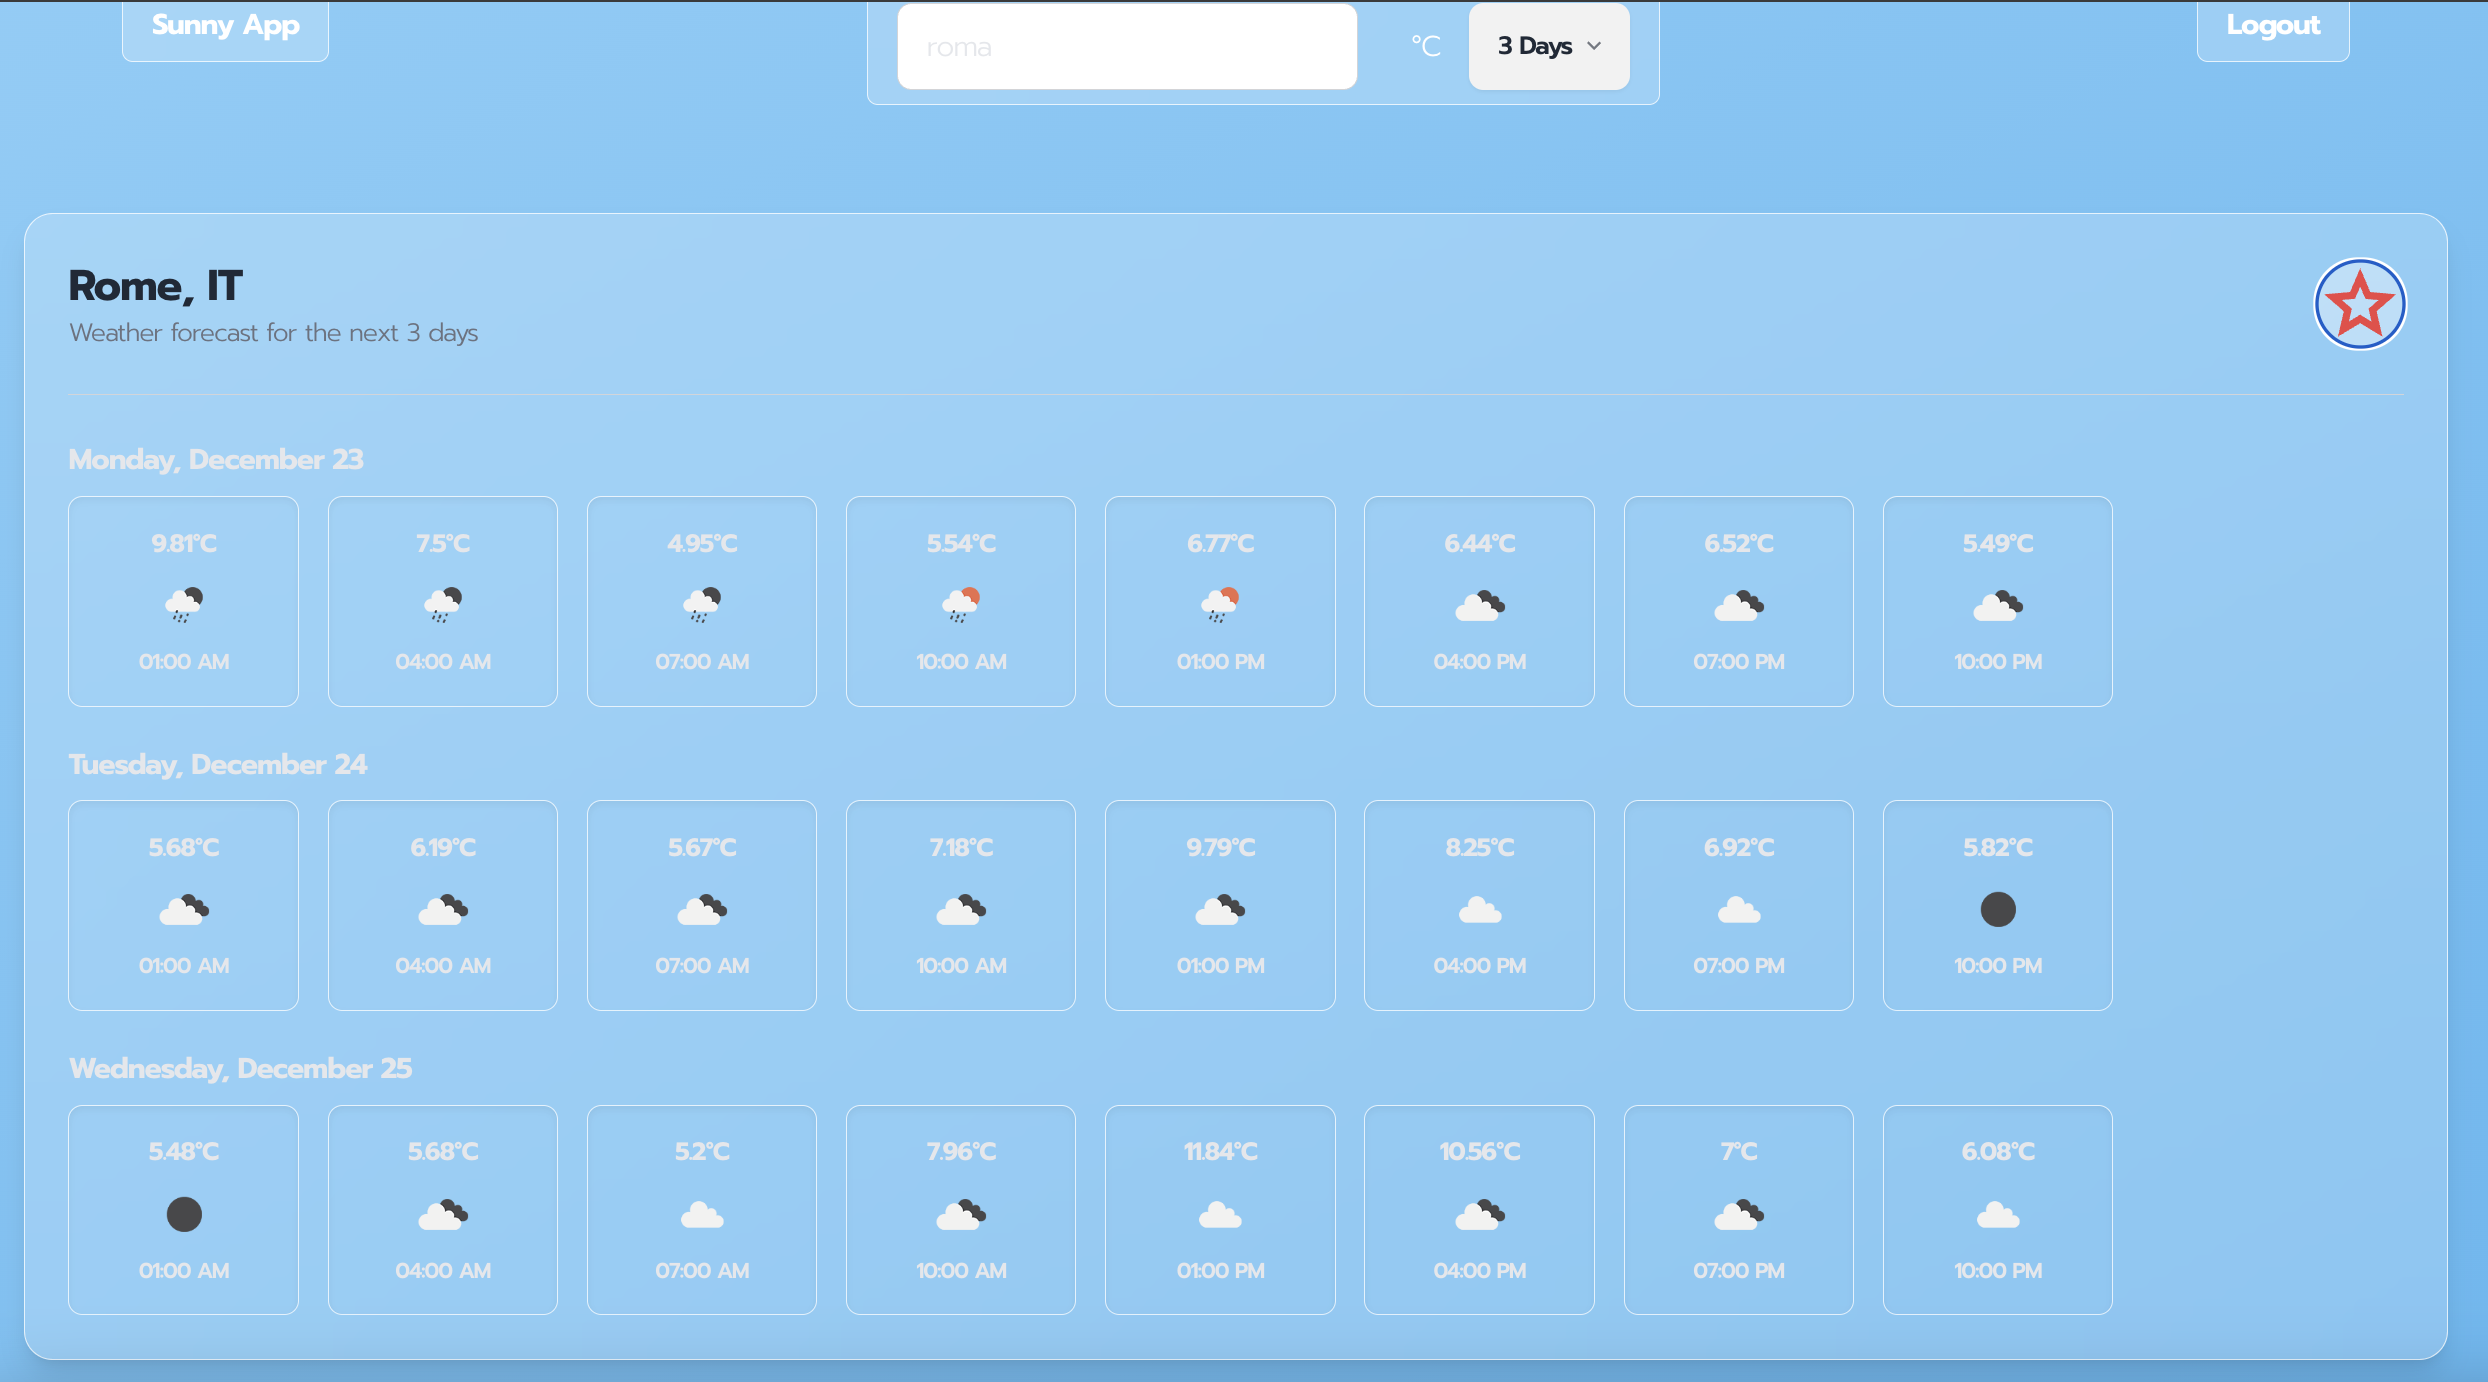 Sunny App
roma
°C
3 Days
Logout
Rome, IT
Weather forecast for the next 3 days
Monday, December 23
9.81°C 7.5°C 4.95°C 5.54°C 6.77°C 6.44°C 6.52°C 5.49°C
01:00 AM 04:00 AM 07:00 AM 10:00 AM 01:00 PM 04:00 PM 07:00 PM 10:00 PM
Tuesday, December 24
5.68°C 6.19°C 5.67°C 7.18°C 9.79°C 8.25°C 6.92°C 5.82°C
01:00 AM 04:00 AM 07:00 AM 10:00 AM 01:00 PM 04:00 PM 07:00 PM 10:00 PM
Wednesday, December 25
5.48°C 5.68°C 5.2°C 7.96°C 11.84°C 10.56°C 7°C 6.08°C
01:00 AM 04:00 AM 07:00 AM 10:00 AM 01:00 PM 04:00 PM 07:00 PM 10:00 PM